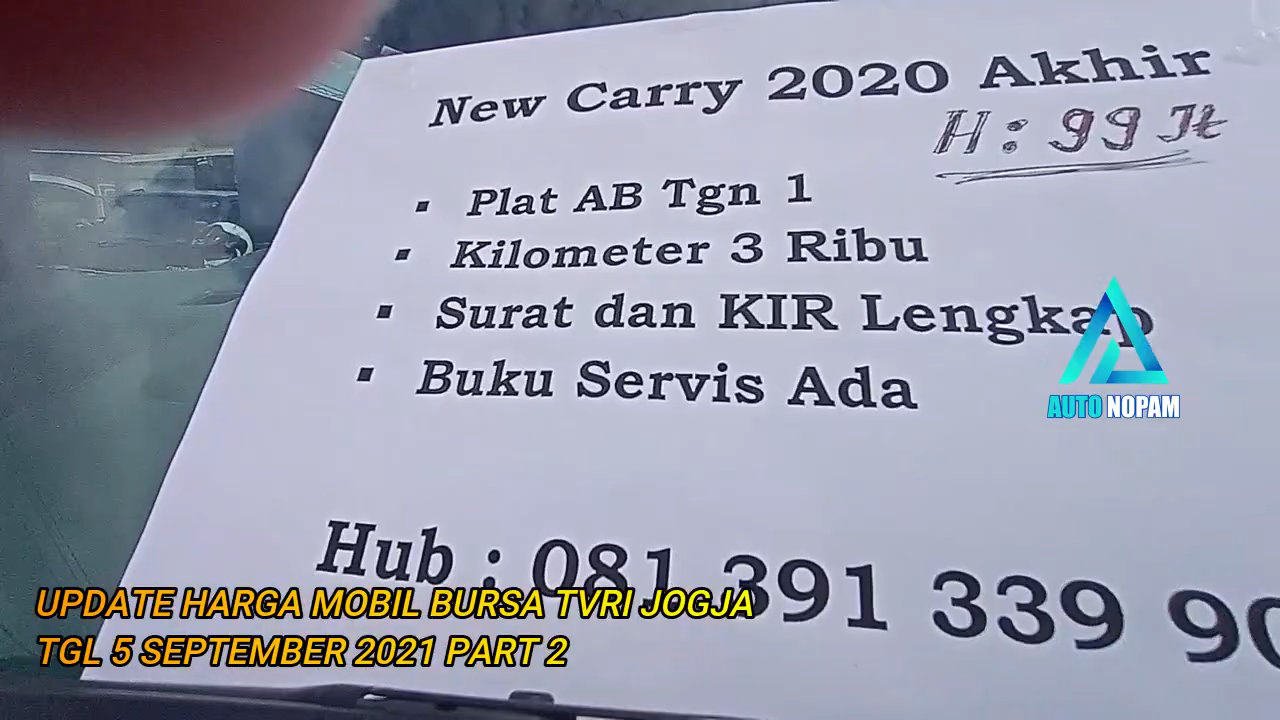 New Carry 2020 Akhir
H: 99 Jt
▪ Plat AB Tgn 1
▪ Kilometer 3 Ribu
▪ Surat dan KIR Lengkap
▪ Buku Servis Ada
AUTO NOPAM
Hub : 081 391 339 90
UPDATE HARGA MOBIL BURSA TVRI JOGJA
TGL 5 SEPTEMBER 2021 PART 2